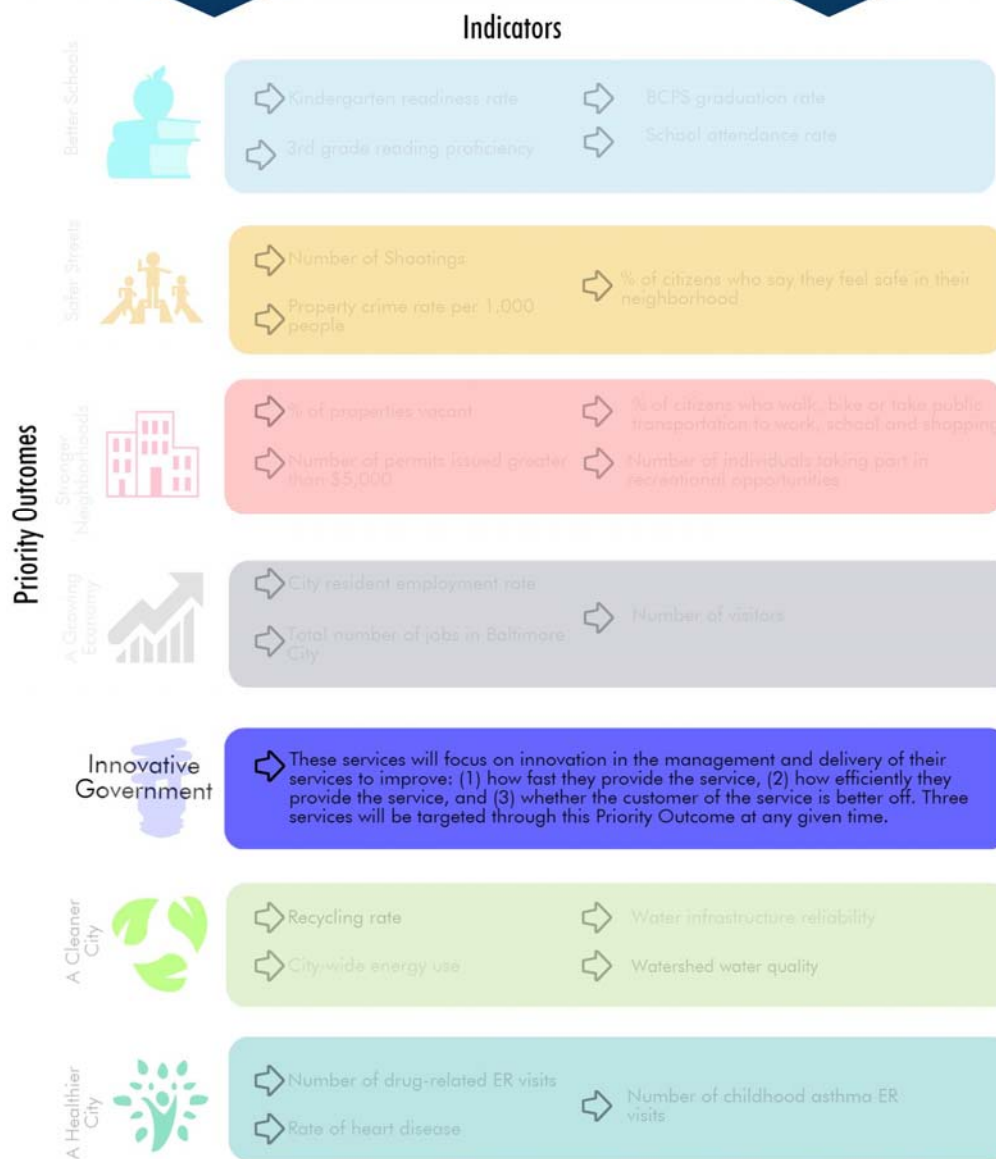 Indicators
Priority Outcomes
Better Schools
Kindergarten readiness rate
3rd grade reading proficiency
BCPS graduation rate
School attendance rate
Safer Streets
Number of Shootings
Property crime rate per 1,000
people
% of citizens who say they feel safe in their
neighborhood
Stronger
Neighborhoods
% of properties vacant
Number of permits issued greater
than $5,000
% of citizens who walk, bike or take public
transportation to work, school and shopping
Number of individuals taking part in
recreational opportunities
A Growing
Economy
City resident employment rate
Total number of jobs in Baltimore
City
Number of visitors
Innovative
Government
These services will focus on innovation in the management and delivery of their
services to improve: (1) how fast they provide the service, (2) how efficiently they
provide the service, and (3) whether the customer of the service is better off. Three
services will be targeted through this Priority Outcome at any given time.
A Cleaner
City
Recycling rate
City-wide energy use
Water infrastructure reliability
Watershed water quality
A Healthier
City
Number of drug-related ER visits
Rate of heart disease
Number of childhood asthma ER
visits